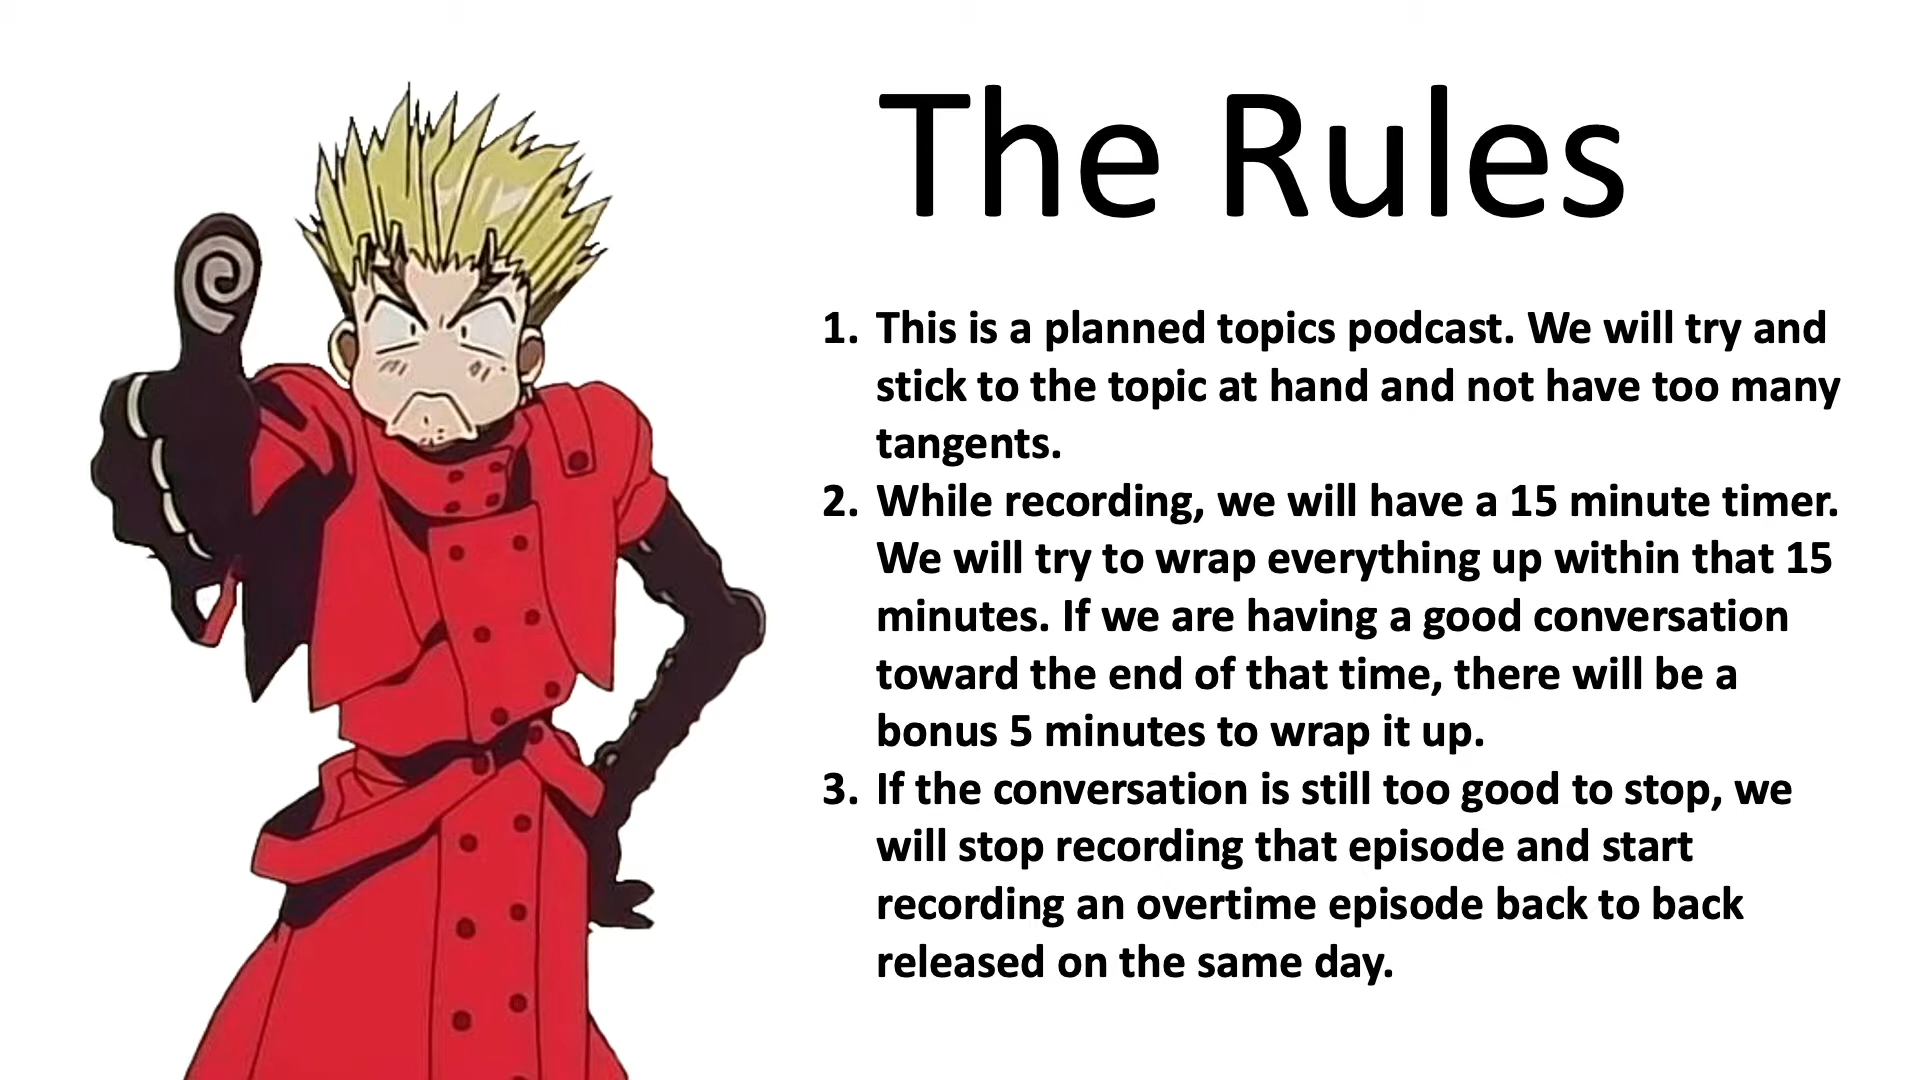 The Rules
1. This is a planned topics podcast. We will try and
stick to the topic at hand and not have too many
tangents.
2. While recording, we will have a 15 minute timer.
We will try to wrap everything up within that 15
minutes. If we are having a good conversation
toward the end of that time, there will be a
bonus 5 minutes to wrap it up.
3. If the conversation is still too good to stop, we
will stop recording that episode and start
recording an overtime episode back to back
released on the same day.